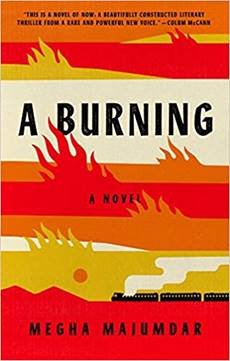 "THIS IS A NOVEL OF NOW: A BEAUTIFULLY CONSTRUCTED LITERARY
THRILLER FROM A RARE AND POWERFUL NEW VOICE." —COLUM McCANN
A BURNING
A NOVEL
MEGHA MAJUMDAR